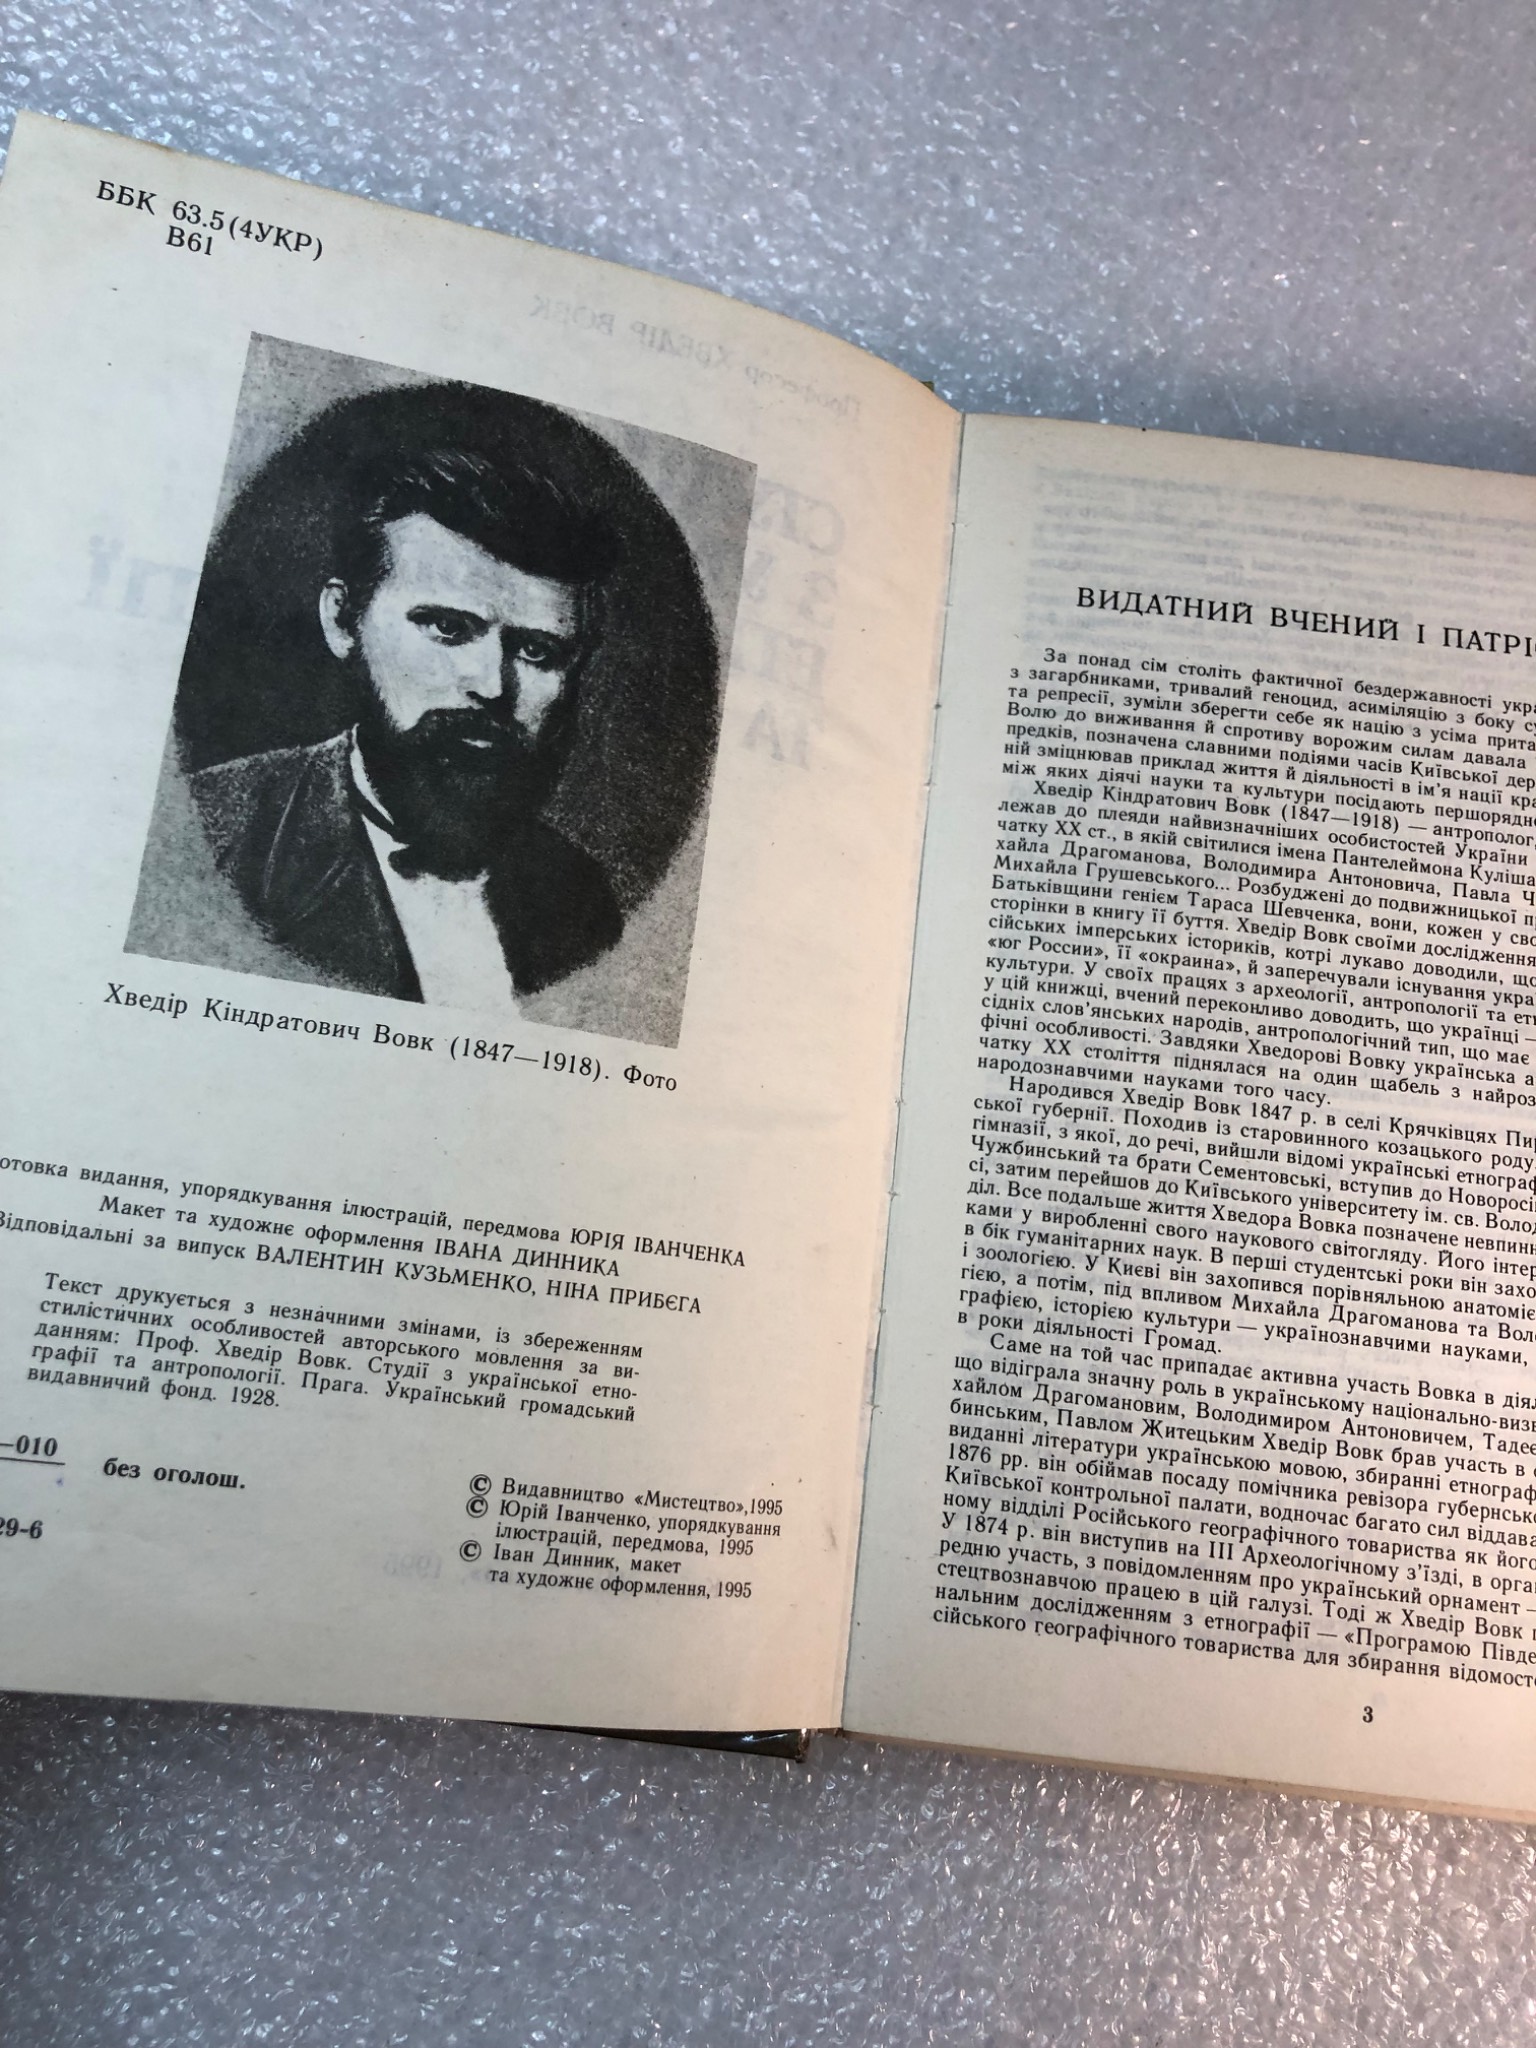 ББК 63.5(4УКР)
В61
Хведір Кіндратович Вовк (1847—1918). Фото
видання, упорядкування ілюстрацій, передмова ЮРІЯ ІВАНЧЕНКА
Макет та художнє оформлення ІВАНА ДИННИКА
Відповідальні за випуск ВАЛЕНТИН КУЗЬМЕНКО, НІНА ПРИБЄГА
Текст друкується з незначними змінами, із збереженням
стилістичних особливостей авторського мовлення за ви-
данням: Проф. Хведір Вовк. Студії з української етно-
графії та антропології. Прага. Український громадський
видавничий фонд. 1928.
—010
без оголош.
29-6
© Видавництво «Мистецтво», 1995
© Юрій Іванченко, упорядкування
ілюстрацій, передмова, 1995
© Іван Динник, макет
та художнє оформлення, 1995
ВИДАТНИЙ ВЧЕНИЙ І
За понад сім століть фактичної бездержавності
з загарбниками, тривалий геноцид, асиміляцію з боку
та репресії, зуміли зберегти себе як націю з усіма
Волю до виживання й спротиву ворожим силам давала
предків, позначена славними подіями часів Київської
ній зміцнював приклад життя й діяльності в ім’я нації
між яких діячі науки та культури посідають
Хведір Кіндратович Вовк (1847—1918) — антрополог,
лежав до плеяди найвизначніших особистостей України
чатку XX ст., в якій світилися імена Пантелеймона Куліша,
хайла Драгоманова, Володимира Антоновича, Павла
Михайла Грушевського... Розбуджені до подвижницької
Батьківщини генієм Тараса Шевченка, вони, кожен у
сторінки в книгу її буття. Хведір Вовк своїми
сійських імперських істориків, котрі лукаво доводили,
«юг России», її «окраина», й заперечували існування
культури. У своїх працях з археології, антропології та
у цій книжці, вчений переконливо доводить, що українці —
сідніх слов’янських народів, антропологічний тип, що має
фічні особливості. Завдяки Хведорові Вовку українська
чатку XX століття піднялася на один щабель з
народознавчими науками того часу.
Народився Хведір Вовк 1847 р. в селі Крячківцях
ської губернії. Походив із старовинного козацького роду.
гімназії, з якої, до речі, вийшли відомі українські
Чужбинський та брати Сементовські, вступив до
сі, затим перейшов до Київського університету ім. св.
діл. Все подальше життя Хведора Вовка позначене
ками у виробленні свого наукового світогляду. Його
в бік гуманітарних наук. В перші студентські роки він
і зоологією. У Києві він захопився порівняльною
гією, а потім, під впливом Михайла Драгоманова та
графією, історією культури — українознавчими науками,
в роки діяльності Громад.
Саме на той час припадає активна участь Вовка в
що відіграла значну роль в українському
хайлом Драгомановим, Володимиром Антоновичем,
бинським, Павлом Житецьким Хведір Вовк брав участь в
виданні літератури українською мовою, збиранні
1876 рр. він обіймав посаду помічника ревізора
Київської контрольної палати, водночас багато сил
ному відділі Російського географічного товариства як його
У 1874 р. він виступив на III Археологічному з’їзді, в
редню участь, з повідомленням про український орнамент —
стецтвознавчою працею в цій галузі. Тоді ж Хведір Вовк
нальним дослідженням з етнографії — «Програмою
сійського географічного товариства для збирання
3